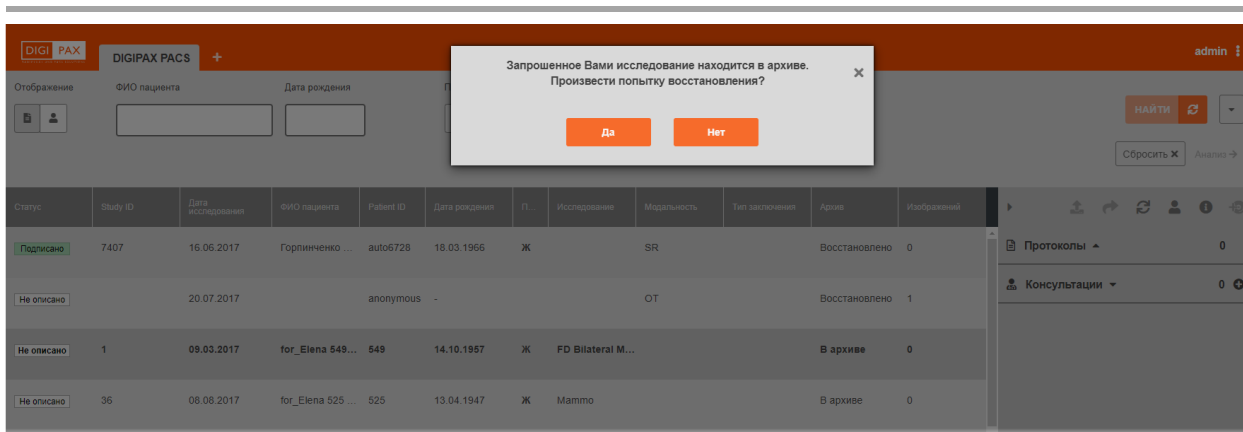 DIGI PAX
DIGIPAX PACS +
admin
Запрошенное Вами исследование находится в архиве.
Произвести попытку восстановления?
Да Нет
Отображение ФИО пациента Дата рождения
НАЙТИ
Сбросить Анализ
Статус Study ID Дата исследования ФИО пациента Patient ID Дата рождения П... Исследование Модальность Тип заключения Архив Изображений
Подписано 7407 16.06.2017 Горпинченко ... auto6728 18.03.1966 Ж SR Восстановлено 0
Не описано 20.07.2017 anonymous - OT Восстановлено 1
Не описано 1 09.03.2017 for_Elena 549... 549 14.10.1957 Ж FD Bilateral M... В архиве 0
Не описано 36 08.08.2017 for_Elena 525 ... 525 13.04.1947 Ж Mammo В архиве 0
Протоколы 0
Консультации 0